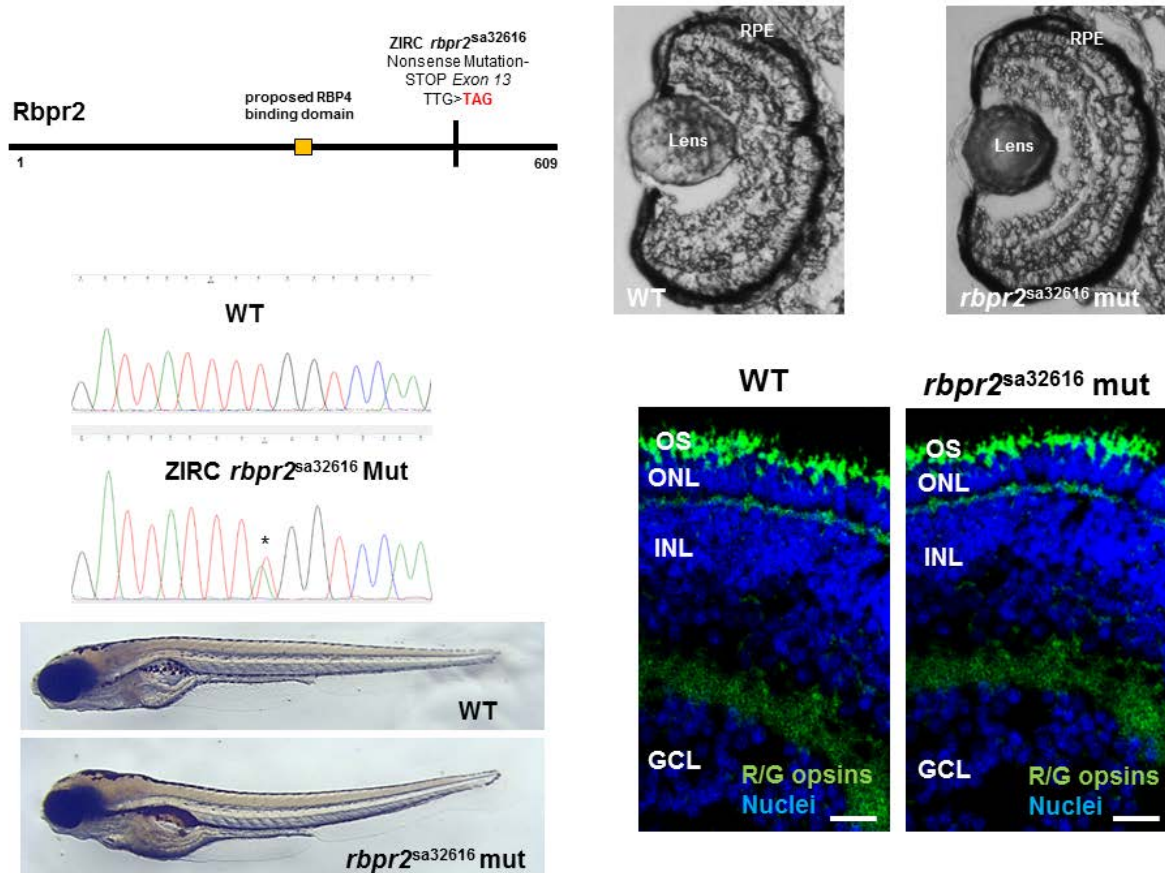 ZIRC rbpr2sa32616
Nonsense Mutation-
STOP Exon 13
TTG>TAG
proposed RBP4
binding domain
Rbpr2
1
609
WT
ZIRC rbpr2sa32616 Mut
*
WT
rbpr2sa32616 mut
RPE
Lens
WT
RPE
Lens
rbpr2sa32616 mut
WT
OS
ONL
INL
GCL
R/G opsins
Nuclei
rbpr2sa32616 mut
OS
ONL
INL
GCL
R/G opsins
Nuclei